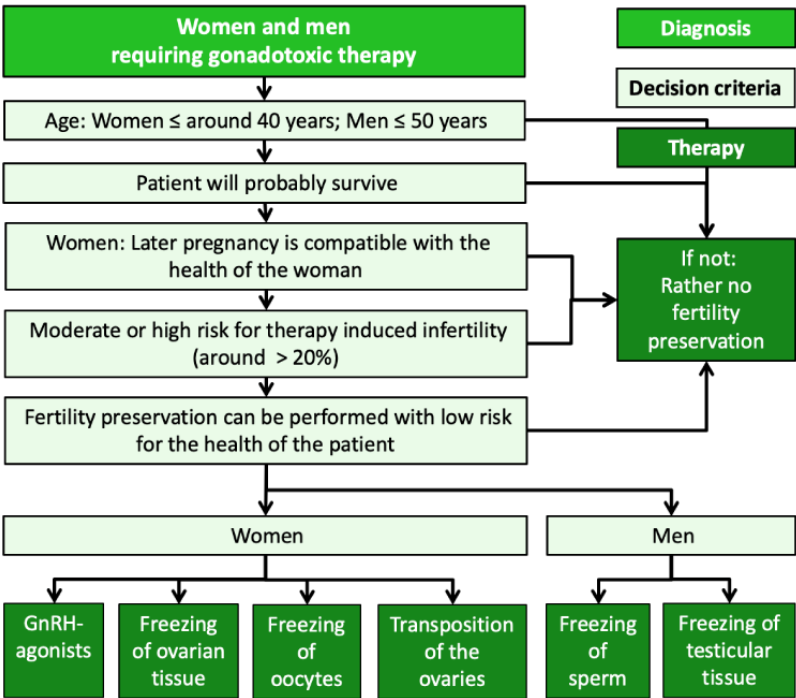 Women and men
requiring gonadotoxic therapy
Diagnosis
Decision criteria
Age: Women ≤ around 40 years; Men ≤ 50 years
Therapy
Patient will probably survive
Women: Later pregnancy is compatible with the
health of the woman
If not:
Rather no
fertility
preservation
Moderate or high risk for therapy induced infertility
(around > 20%)
Fertility preservation can be performed with low risk
for the health of the patient
Women
Men
GnRH-
agonists
Freezing
of ovarian
tissue
Freezing
of
oocytes
Transposition
of the
ovaries
Freezing
of
sperm
Freezing of
testicular
tissue